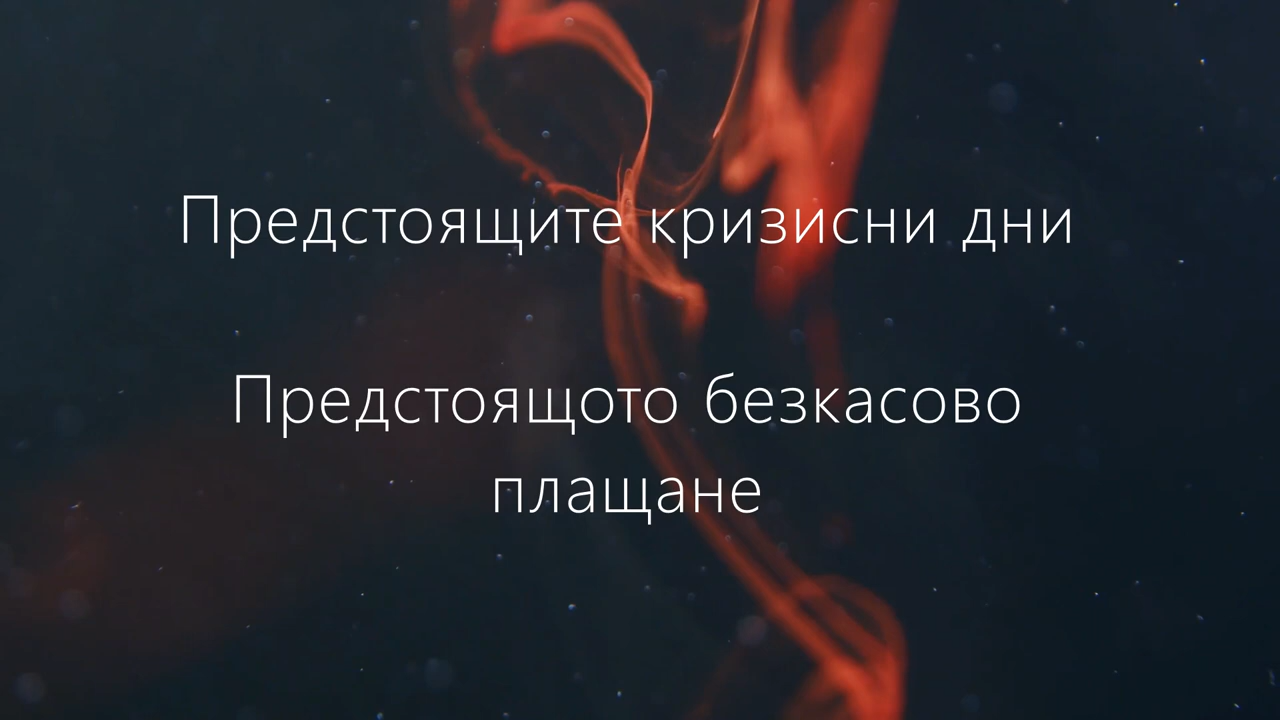 Предстоящите кризисни дни
Предстоящото безкасово
плащане